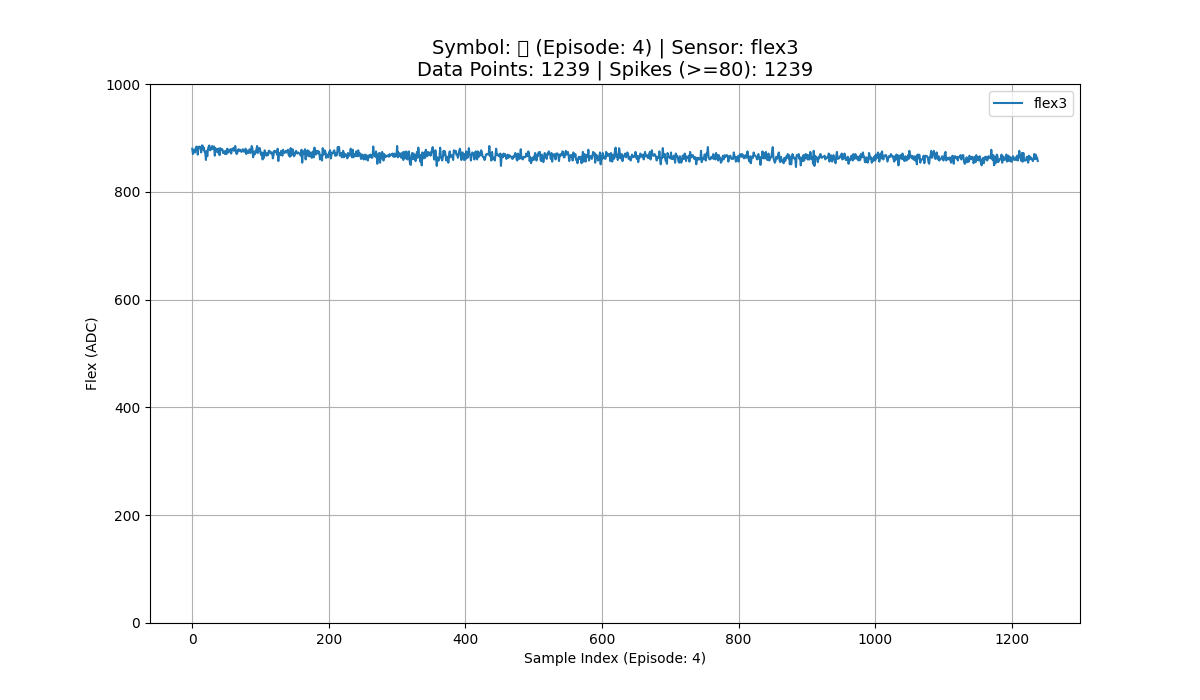 Symbol: (Episode: 4) | Sensor: flex3
Data Points: 1239 | Spikes (>=80): 1239
flex3
1000
800
600
400
200
0
Flex (ADC)
0 200 400 600 800 1000 1200
Sample Index (Episode: 4)